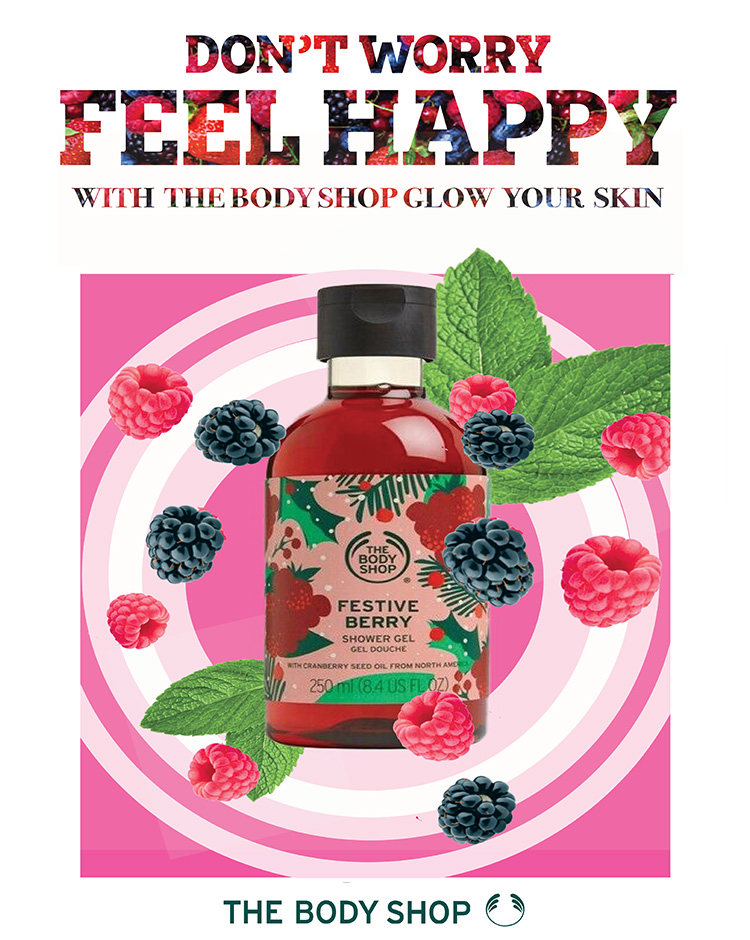 DON'T WORRY
FEEL HAPPY
WITH THE BODY SHOP GLOW YOUR SKIN
THE
BODY
SHOP
®
FESTIVE
BERRY
SHOWER GEL
GEL DOUCHE
WITH CRANBERRY SEED OIL FROM NORTH AMERICA
250 ml (8.4 US FL OZ)
THE BODY SHOP